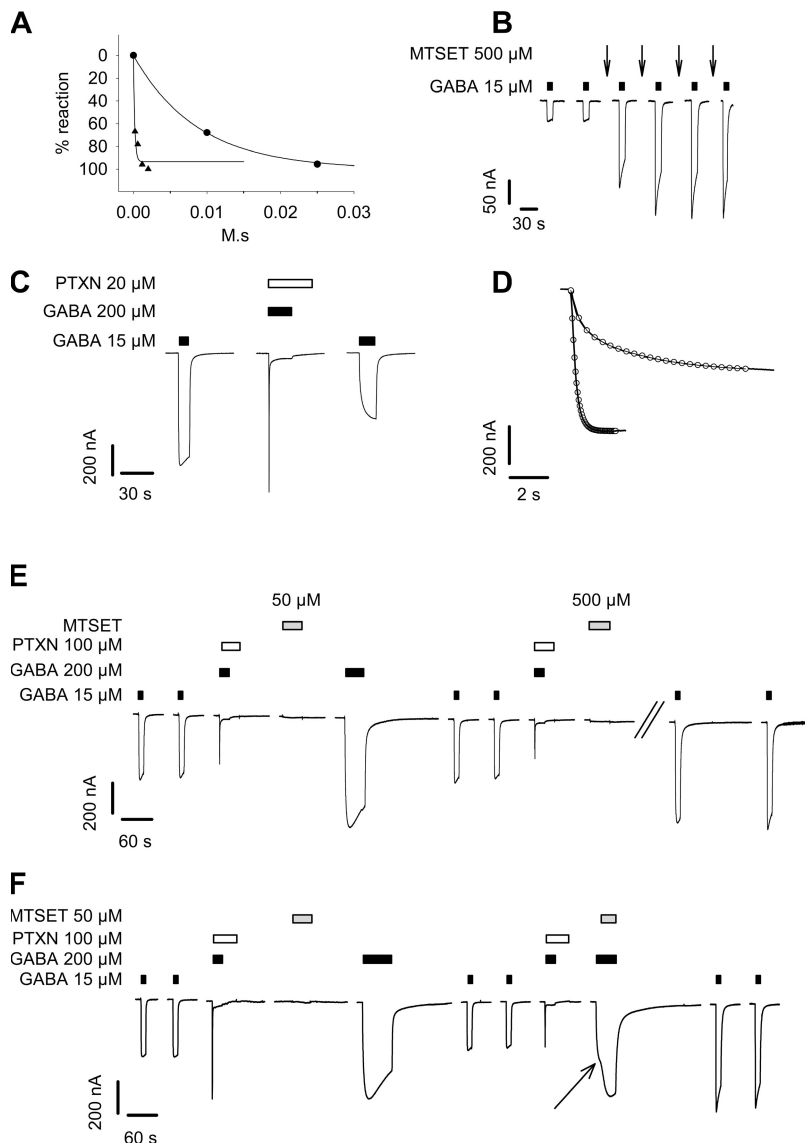 A
% reaction
0
20
40
60
80
100
0.00 0.01 0.02 0.03
M.s
B
MTSET 500 µM
GABA 15 µM
50 nA
30 s
C
PTXN 20 µM
GABA 200 µM
GABA 15 µM
200 nA
30 s
D
200 nA
2 s
E
50 µM 500 µM
MTSET
PTXN 100 µM
GABA 200 µM
GABA 15 µM
200 nA
60 s
F
MTSET 50 µM
PTXN 100 µM
GABA 200 µM
GABA 15 µM
200 nA
60 s